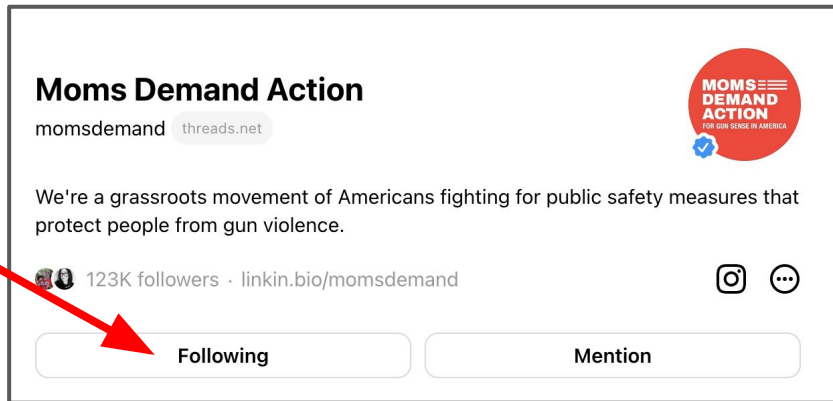 Moms Demand Action
momsdemand threads.net
MOMS
DEMAND
ACTION
FOR GUN SENSE IN AMERICA
We're a grassroots movement of Americans fighting for public safety measures that
protect people from gun violence.
123K followers · linkin.bio/momsdemand
Following Mention